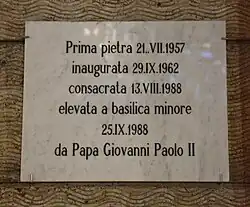 Prima pietra 21..VII.1957
inaugurata 29.IX.1962
consacrata 13.VIII.1988
elevata a basilica minore
25.IX.1988
da Papa Giovanni Paolo II